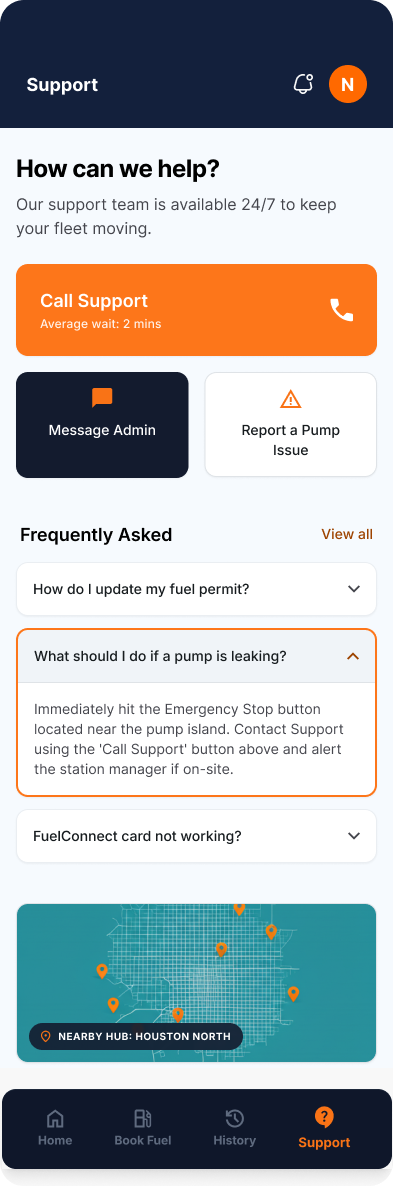 Support
N
How can we help?
Our support team is available 24/7 to keep
your fleet moving.
Call Support
Average wait: 2 mins
Message Admin
Report a Pump
Issue
Frequently Asked
View all
How do I update my fuel permit?
What should I do if a pump is leaking?
Immediately hit the Emergency Stop button
located near the pump island. Contact Support
using the 'Call Support' button above and alert
the station manager if on-site.
FuelConnect card not working?
NEARBY HUB: HOUSTON NORTH
Home
Book Fuel
History
Support